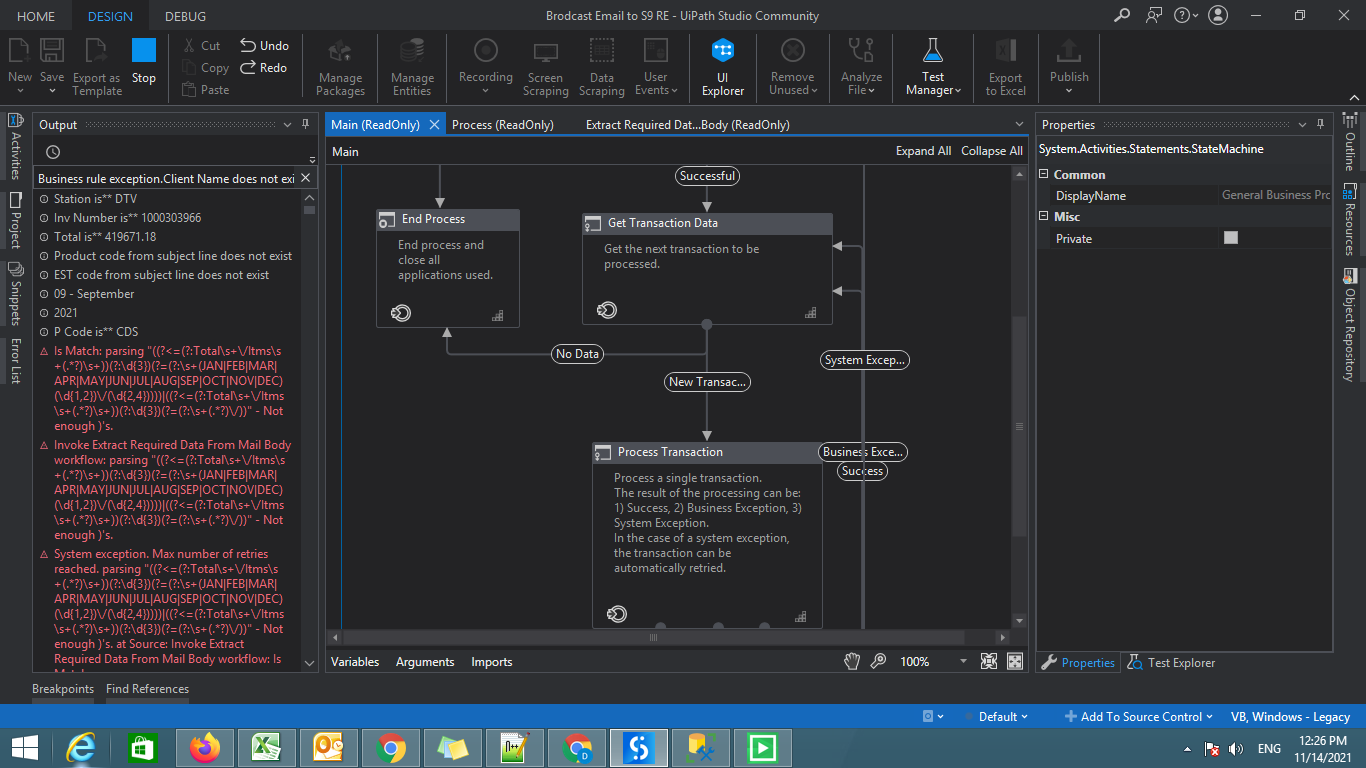 HOME DESIGN DEBUG
Brodcast Email to S9 RE - UiPath Studio Community
New Save Export as Template Stop
Cut Copy Paste
Undo Redo
Manage Packages
Manage Entities
Recording
Screen Scraping
Data Scraping
User Events
UI Explorer
Remove Unused
Analyze File
Test Manager
Export to Excel
Publish
Activities
Project
Snippets
Error List
Output
Business rule exception.Client Name does not exi
Station is** DTV
Inv Number is** 1000303966
Total is** 419671.18
Product code from subject line does not exist
EST code from subject line does not exist
09 - September
2021
P Code is** CDS
Is Match: parsing "((?<=(?:Total\s+\/Itms\s
+(.*?)\s+))(?:\d{3})(?=(?:\s+(JAN|FEB|MAR|
APR|MAY|JUN|JUL|AUG|SEP|OCT|NOV|DEC)
(\d{1,2})\/(\d{2,4}))))|((?<=(?:Total\s+\/Itms
\s+(.*?)\s+))(?:\d{3})(?=(?:\s+(.*?)\/))" - Not
enough )'s.
Invoke Extract Required Data From Mail Body
workflow: parsing "((?<=(?:Total\s+\/Itms\s
+(.*?)\s+))(?:\d{3})(?=(?:\s+(JAN|FEB|MAR|
APR|MAY|JUN|JUL|AUG|SEP|OCT|NOV|DEC)
(\d{1,2})\/(\d{2,4}))))|((?<=(?:Total\s+\/Itms
\s+(.*?)\s+))(?:\d{3})(?=(?:\s+(.*?)\/))" - Not
enough )'s.
System exception. Max number of retries
reached. parsing "((?<=(?:Total\s+\/Itms\s
+(.*?)\s+))(?:\d{3})(?=(?:\s+(JAN|FEB|MAR|
APR|MAY|JUN|JUL|AUG|SEP|OCT|NOV|DEC)
(\d{1,2})\/(\d{2,4}))))|((?<=(?:Total\s+\/Itms
\s+(.*?)\s+))(?:\d{3})(?=(?:\s+(.*?)\/))" - Not
enough )'s. at Source: Invoke Extract
Required Data From Mail Body workflow: Is
Breakpoints Find References
Main (ReadOnly) Process (ReadOnly) Extract Required Dat...Body (ReadOnly)
Main Expand All Collapse All
Successful
End Process
End process and
close all
applications used.
Get Transaction Data
Get the next transaction to be
processed.
No Data
System Excep...
New Transac...
Process Transaction
Process a single transaction.
The result of the processing can be:
1) Success, 2) Business Exception, 3)
System Exception.
In the case of a system exception,
the transaction can be
automatically retried.
Business Exce...
Success
Variables Arguments Imports 100%
Properties
System.Activities.Statements.StateMachine
Common
DisplayName General Business Pro
Misc
Private
Properties Test Explorer
Outline
Resources
Object Repository
Default Add To Source Control VB, Windows - Legacy
ENG
12:26 PM
11/14/2021